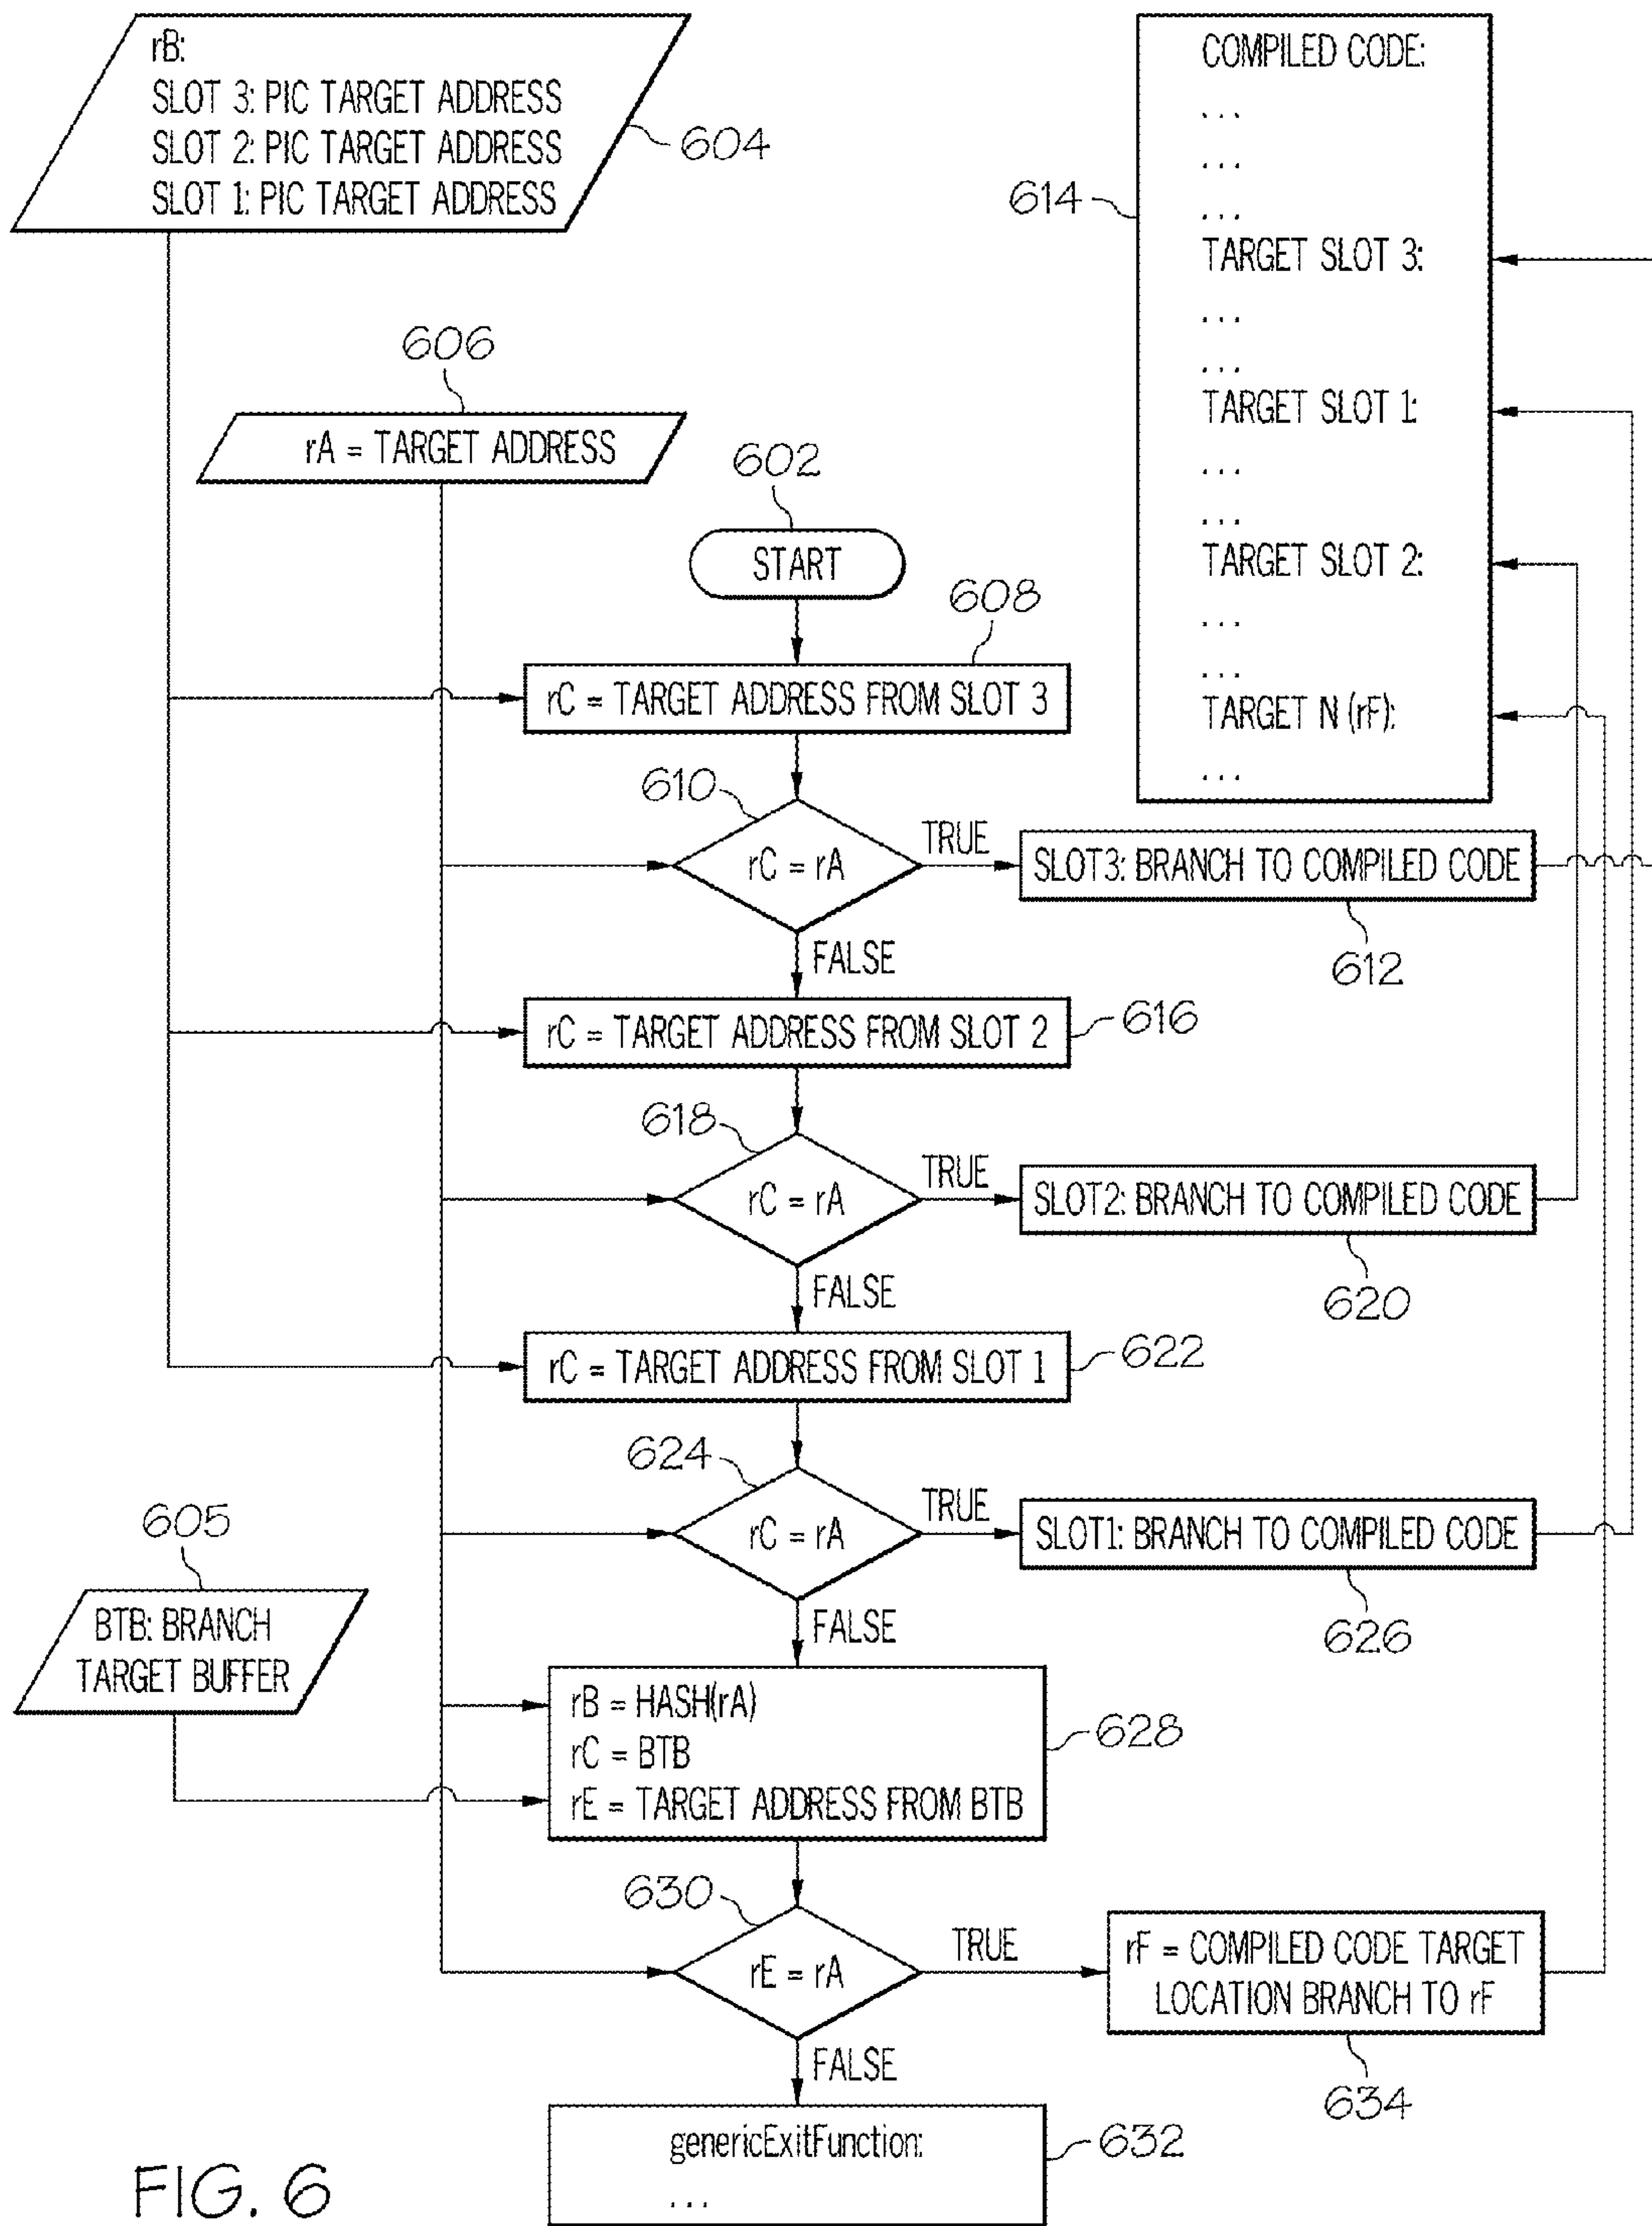 rB:
SLOT 3: PIC TARGET ADDRESS
SLOT 2: PIC TARGET ADDRESS
SLOT 1: PIC TARGET ADDRESS
604
COMPILED CODE:
...
...
...
TARGET SLOT 3:
...
...
TARGET SLOT 1:
...
...
TARGET SLOT 2:
...
...
TARGET N (rF):
...
614
606
rA = TARGET ADDRESS
602
START
608
rC = TARGET ADDRESS FROM SLOT 3
610
rC = rA
TRUE
SLOT3: BRANCH TO COMPILED CODE
612
FALSE
rC = TARGET ADDRESS FROM SLOT 2
616
618
rC = rA
TRUE
SLOT2: BRANCH TO COMPILED CODE
620
FALSE
rC = TARGET ADDRESS FROM SLOT 1
622
624
rC = rA
TRUE
SLOT1: BRANCH TO COMPILED CODE
626
FALSE
605
BTB: BRANCH
TARGET BUFFER
rB = HASH(rA)
rC = BTB
rE = TARGET ADDRESS FROM BTB
628
630
rE = rA
TRUE
rF = COMPILED CODE TARGET
LOCATION BRANCH TO rF
634
FALSE
genericExitFunction:
...
632
FIG. 6